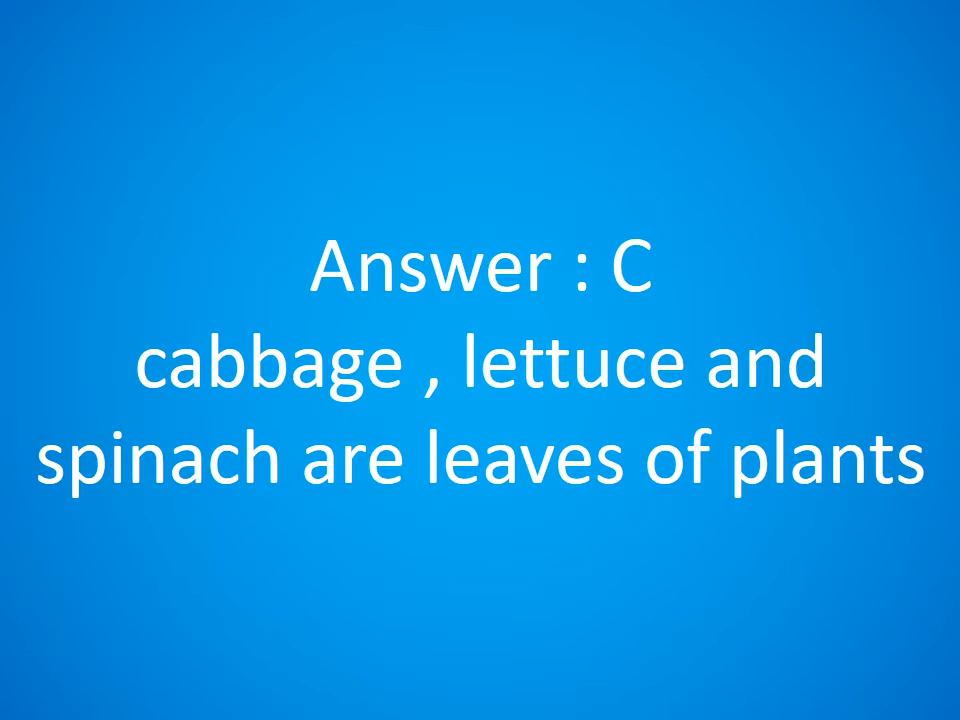 Answer : C
cabbage , lettuce and
spinach are leaves of plants